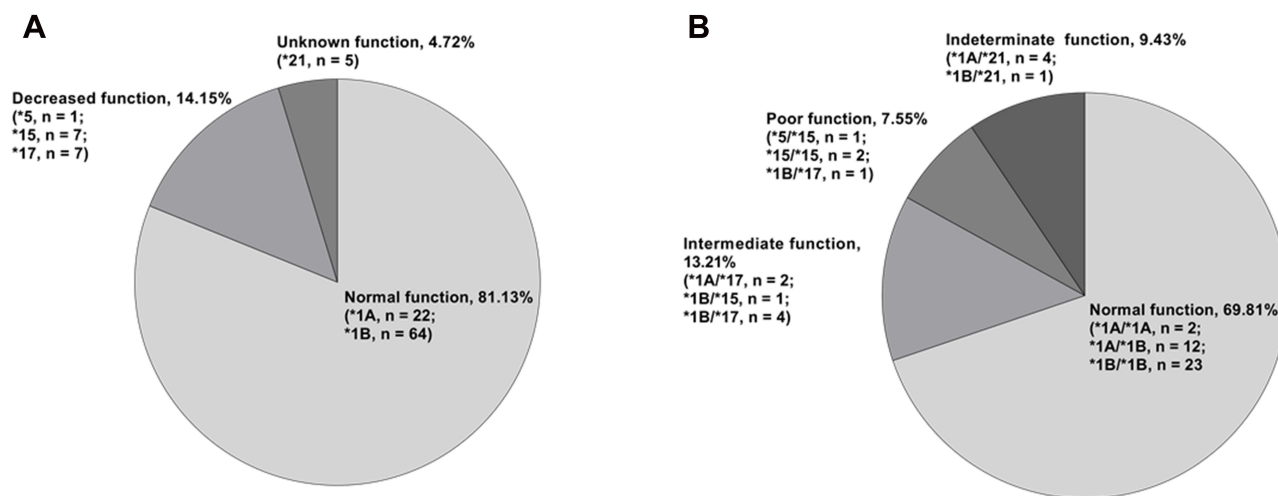 A
Unknown function, 4.72%
(*21, n = 5)
Decreased function, 14.15%
(*5, n = 1;
*15, n = 7;
*17, n = 7)
Normal function, 81.13%
(*1A, n = 22;
*1B, n = 64)
B
Indeterminate function, 9.43%
(*1A/*21, n = 4;
*1B/*21, n = 1)
Poor function, 7.55%
(*5/*15, n = 1;
*15/*15, n = 2;
*1B/*17, n = 1)
Intermediate function,
13.21%
(*1A/*17, n = 2;
*1B/*15, n = 1;
*1B/*17, n = 4)
Normal function, 69.81%
(*1A/*1A, n = 2;
*1A/*1B, n = 12;
*1B/*1B, n = 23